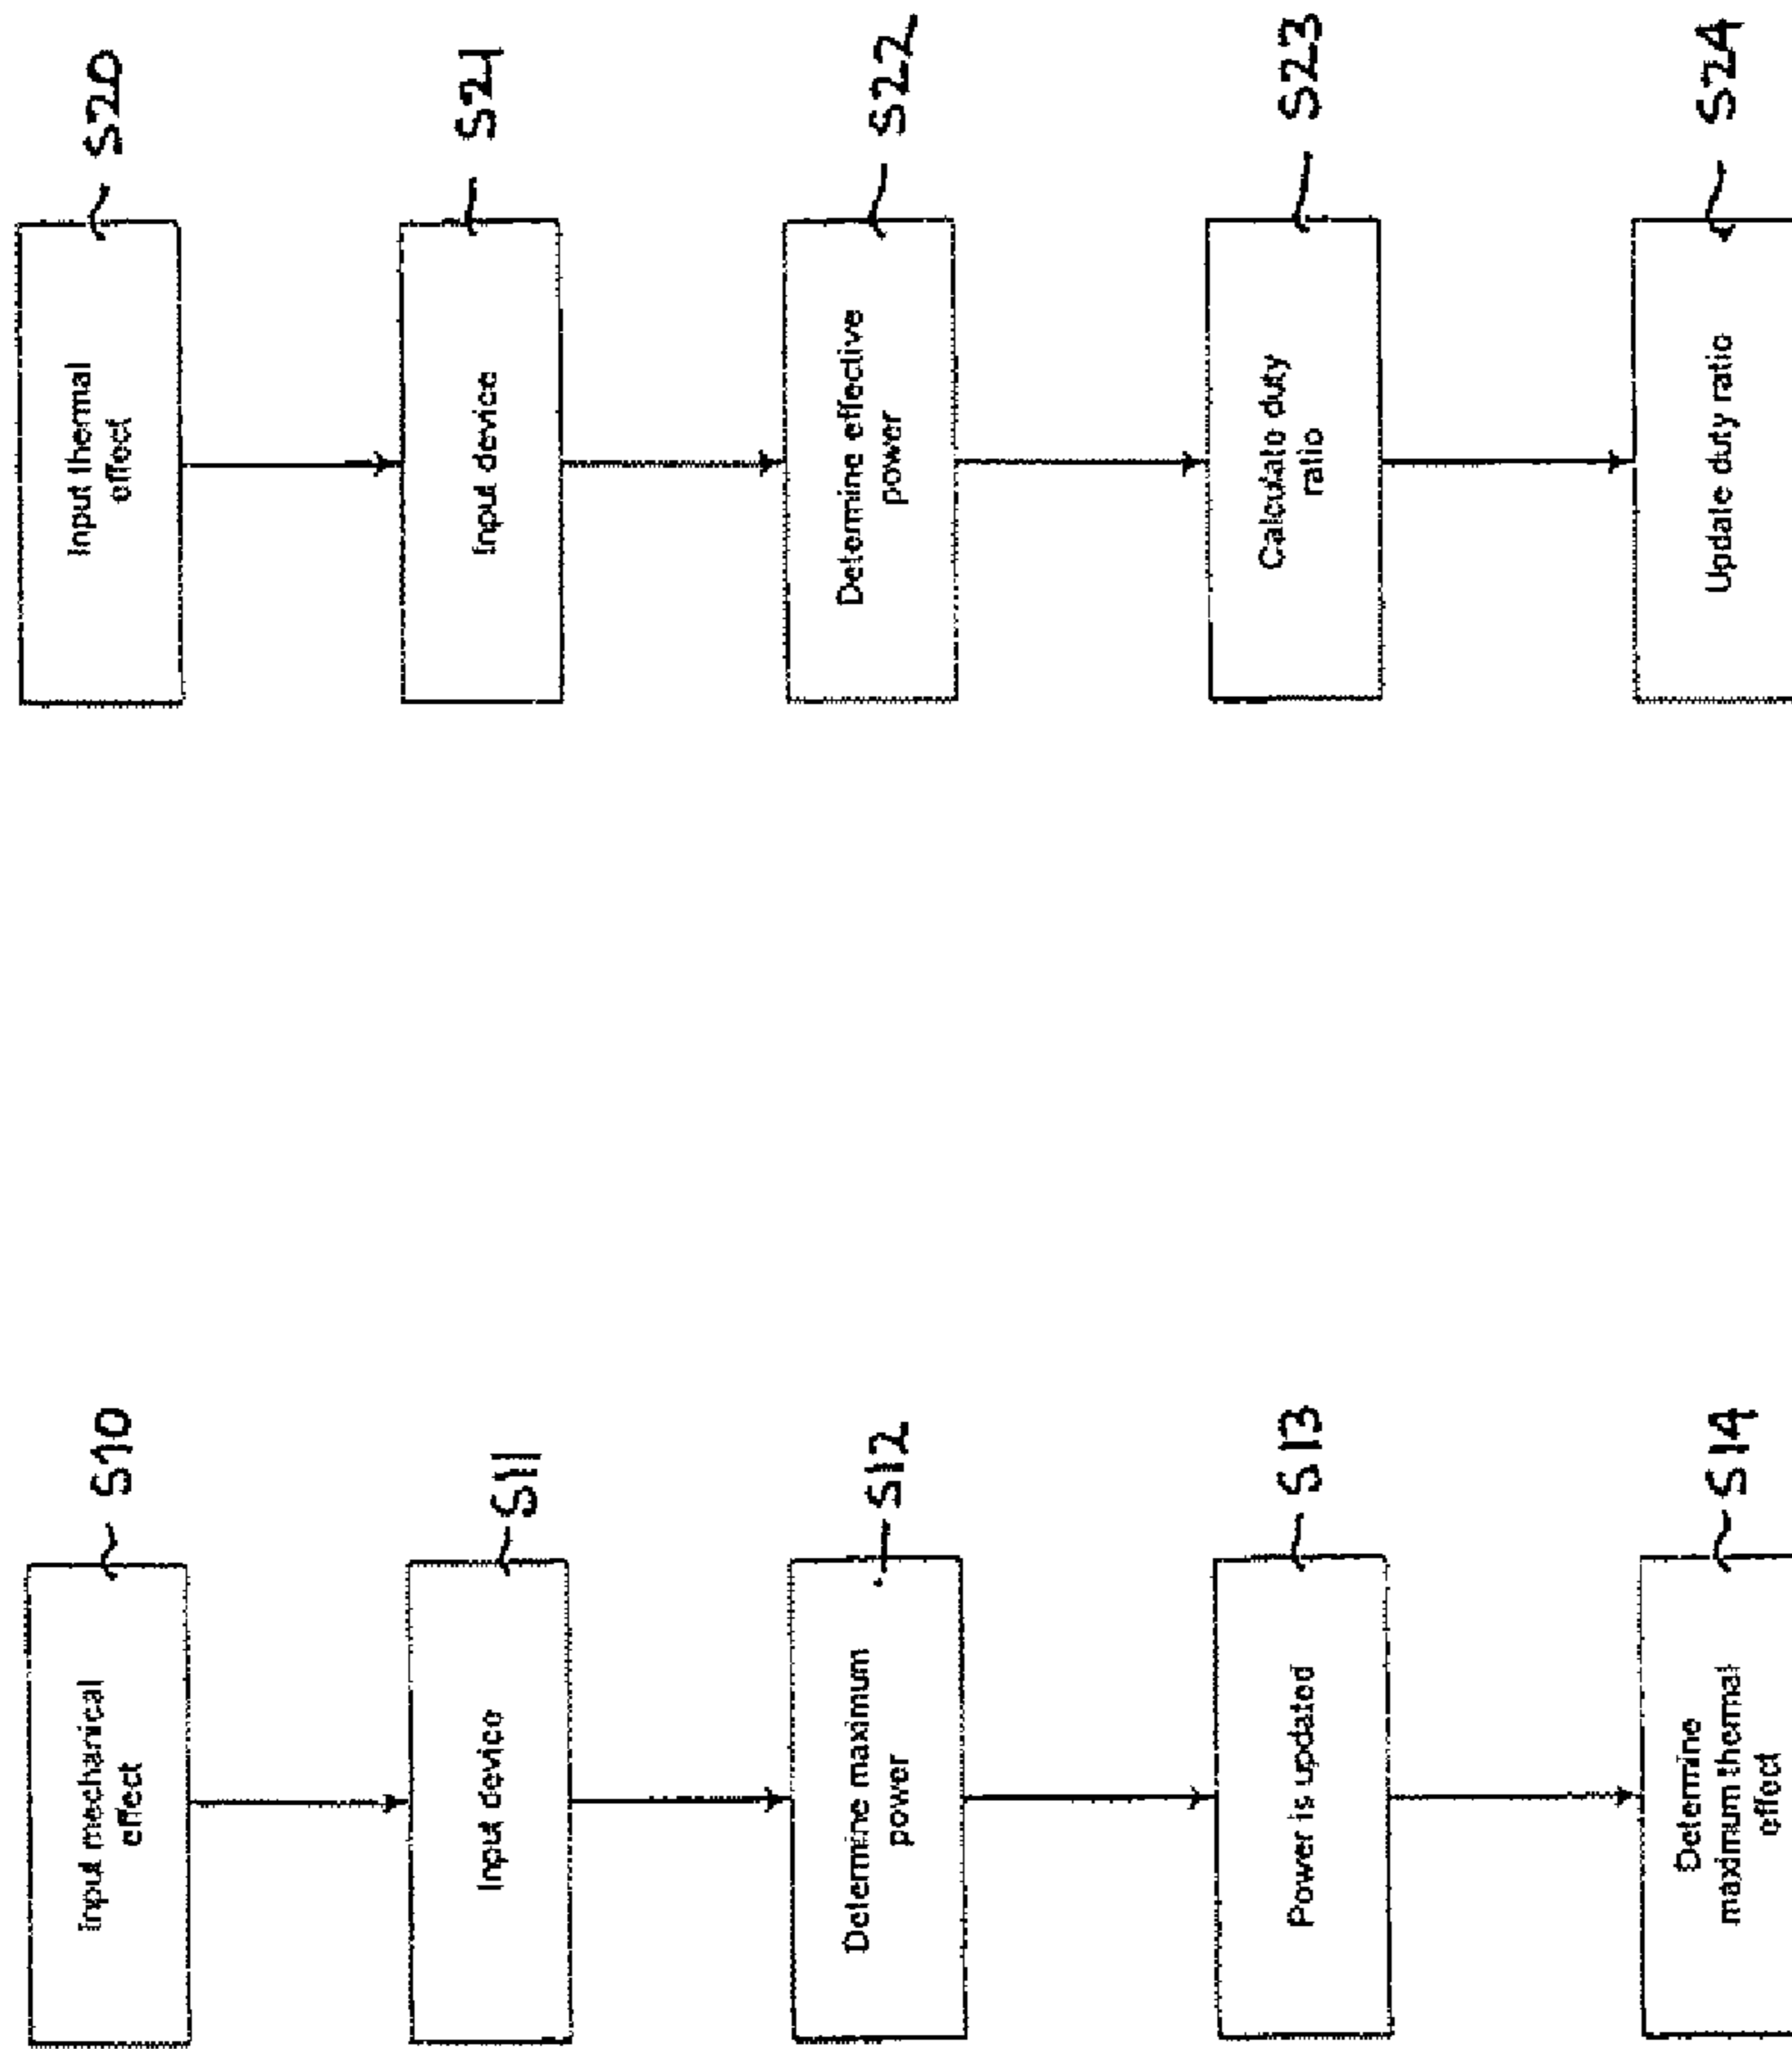 Input mechanical
effect
S10
Input device
S11
Determine maximum
power
S12
Power is updated
S13
Determine
maximum thermal
effect
S14
Input thermal
effect
S20
Input device
S21
Determine effective
power
S22
Calculate duty
ratio
S23
Update duty ratio
S24